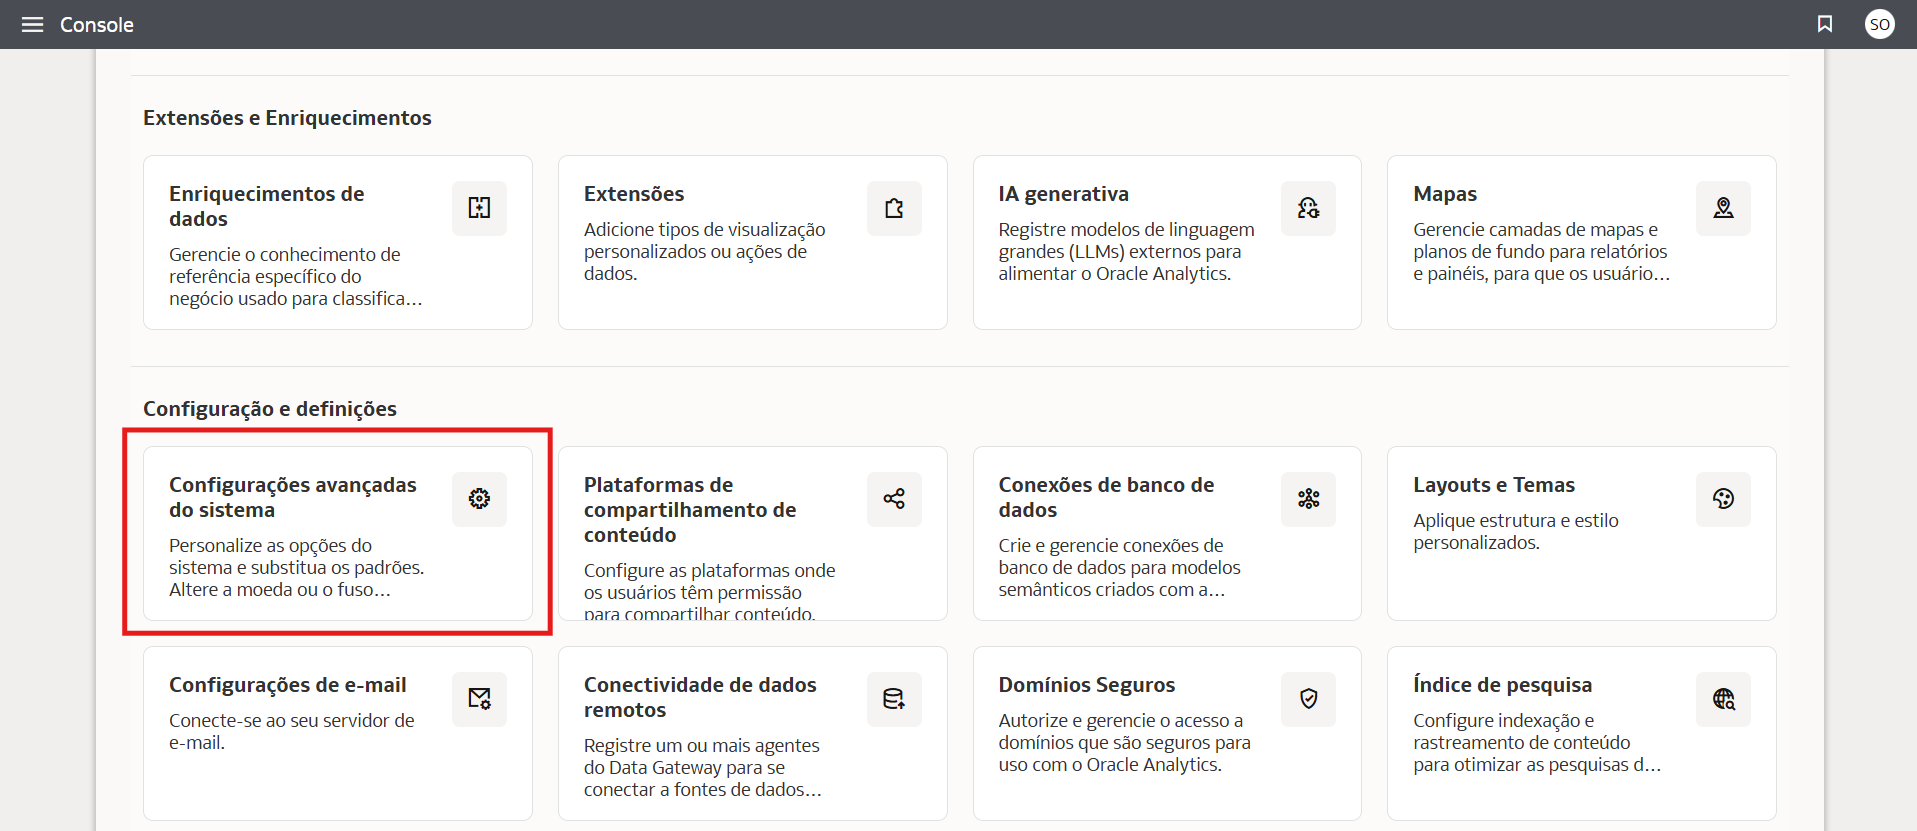 Console
SO
Extensões e Enriquecimentos
Enriquecimentos de
dados
Gerencie o conhecimento de
referência específico do
negócio usado para classifica...
Extensões
Adicione tipos de visualização
personalizados ou ações de
dados.
IA generativa
Registre modelos de linguagem
grandes (LLMs) externos para
alimentar o Oracle Analytics.
Mapas
Gerencie camadas de mapas e
planos de fundo para relatórios
e painéis, para que os usuário...
Configuração e definições
Configurações avançadas
do sistema
Personalize as opções do
sistema e substitua os padrões.
Altere a moeda ou o fuso...
Plataformas de
compartilhamento de
conteúdo
Configure as plataformas onde
os usuários têm permissão
para compartilhar conteúdo.
Conexões de banco de
dados
Crie e gerencie conexões de
banco de dados para modelos
semânticos criados com a...
Layouts e Temas
Aplique estrutura e estilo
personalizados.
Configurações de e-mail
Conecte-se ao seu servidor de
e-mail.
Conectividade de dados
remotos
Registre um ou mais agentes
do Data Gateway para se
conectar a fontes de dados...
Domínios Seguros
Autorize e gerencie o acesso a
domínios que são seguros para
uso com o Oracle Analytics.
Índice de pesquisa
Configure indexação e
rastreamento de conteúdo
para otimizar as pesquisas d...